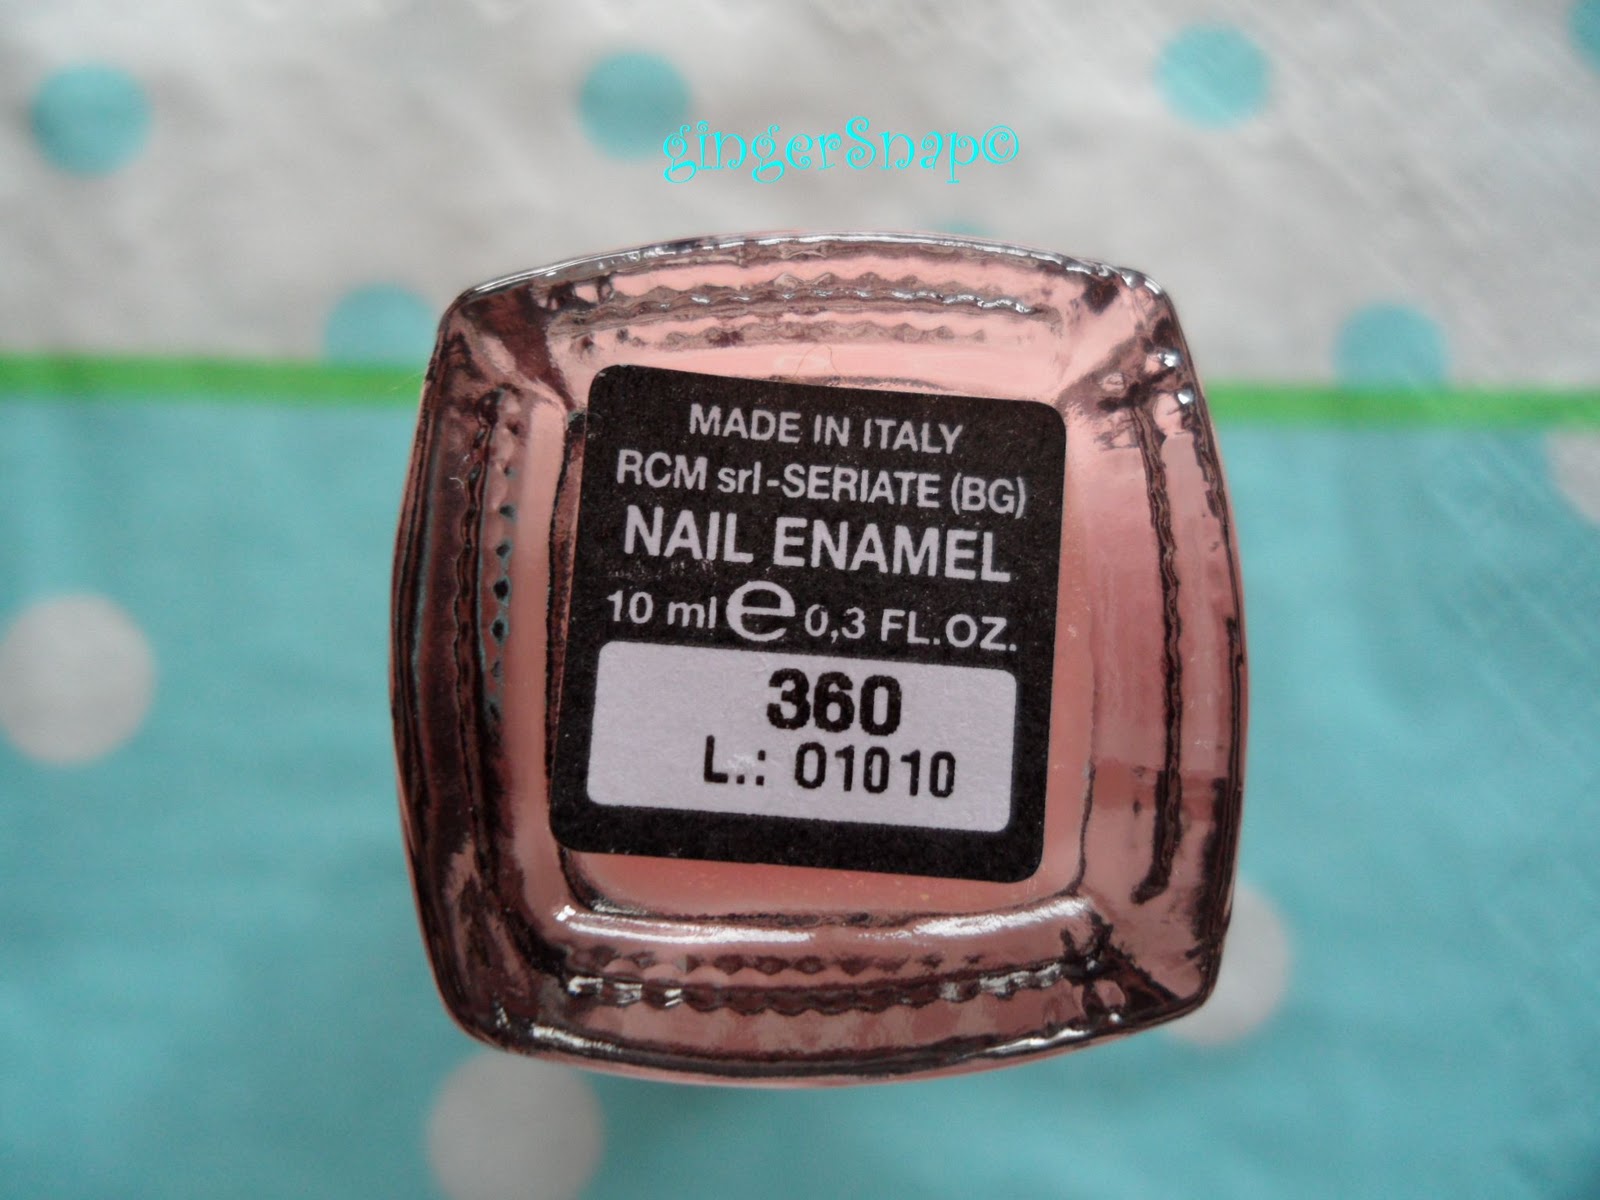 gingerSnap©
MADE IN ITALY
RCM srl-SERIATE (BG)
NAIL ENAMEL
10 ml e 0,3 FL.OZ.
360
L.: 01010